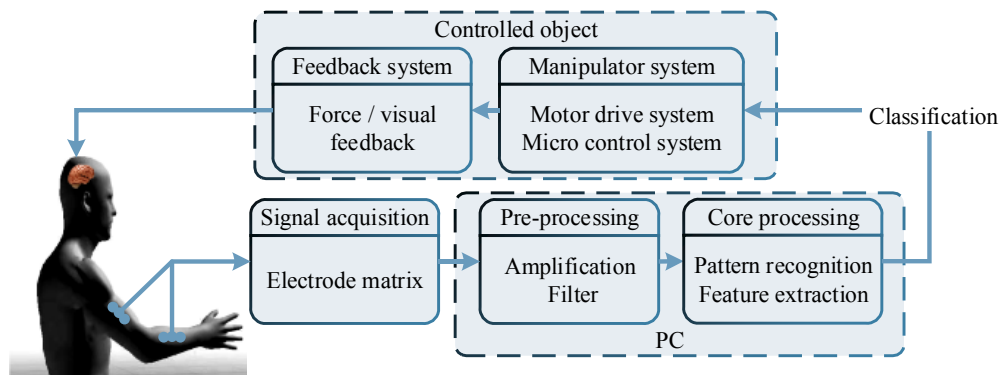 Controlled object
Feedback system
Force / visual
feedback
Manipulator system
Motor drive system
Micro control system
Classification
Signal acquisition
Electrode matrix
Pre-processing
Amplification
Filter
Core processing
Pattern recognition
Feature extraction
PC